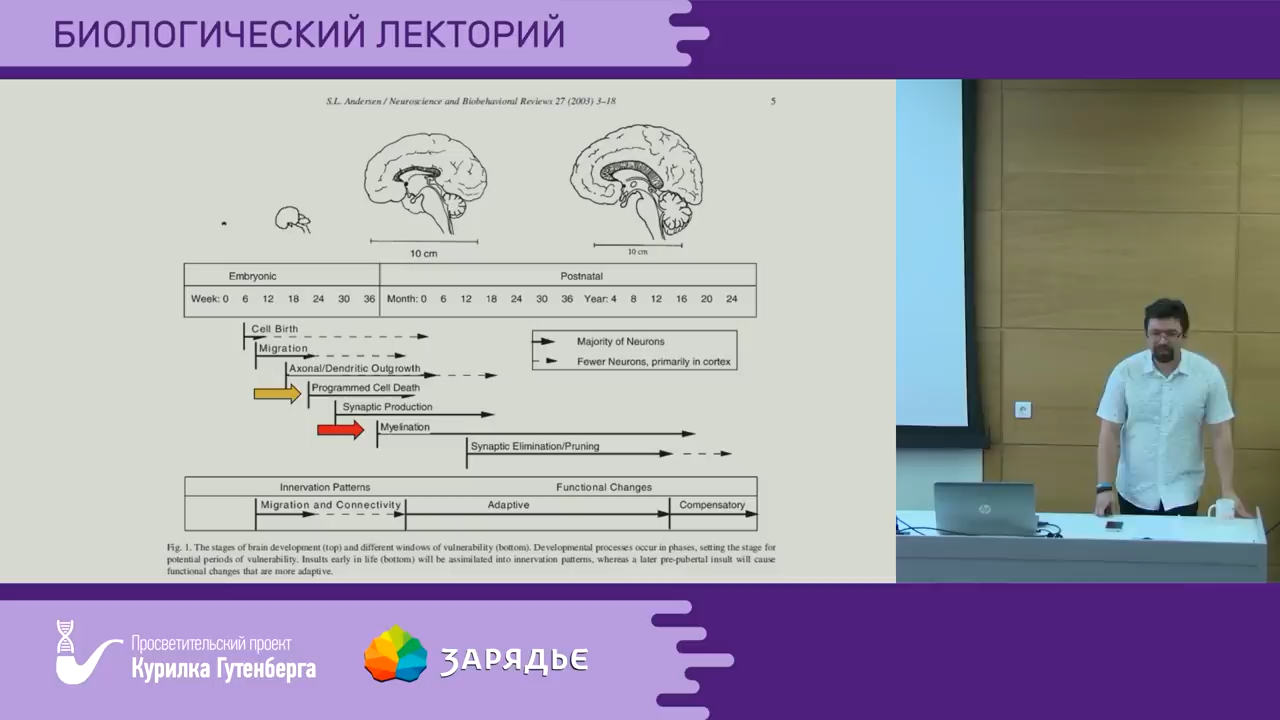 БИОЛОГИЧЕСКИЙ ЛЕКТОРИЙ
S.L. Andersen / Neuroscience and Biobehavioral Reviews 27 (2003) 3–18
5
10 cm
10 cm
Embryonic
Postnatal
Week: 0 6 12 18 24 30 36
Month: 0 6 12 18 24 30 36 Year: 4 8 12 16 20 24
Cell Birth
Migration
Axonal/Dendritic Outgrowth
Programmed Cell Death
Synaptic Production
Myelination
Synaptic Elimination/Pruning
Majority of Neurons
Fewer Neurons, primarily in cortex
Innervation Patterns
Functional Changes
Migration and Connectivity
Adaptive
Compensatory
Fig. 1. The stages of brain development (top) and different windows of vulnerability (bottom). Developmental processes occur in phases, setting the stage for
potential periods of vulnerability. Insults early in life (bottom) will be assimilated into innervation patterns, whereas a later pre-pubertal insult will cause
functional changes that are more adaptive.
hp
Просветительский проект
Курилка Гутенберга
ЗАРЯДЬЕ